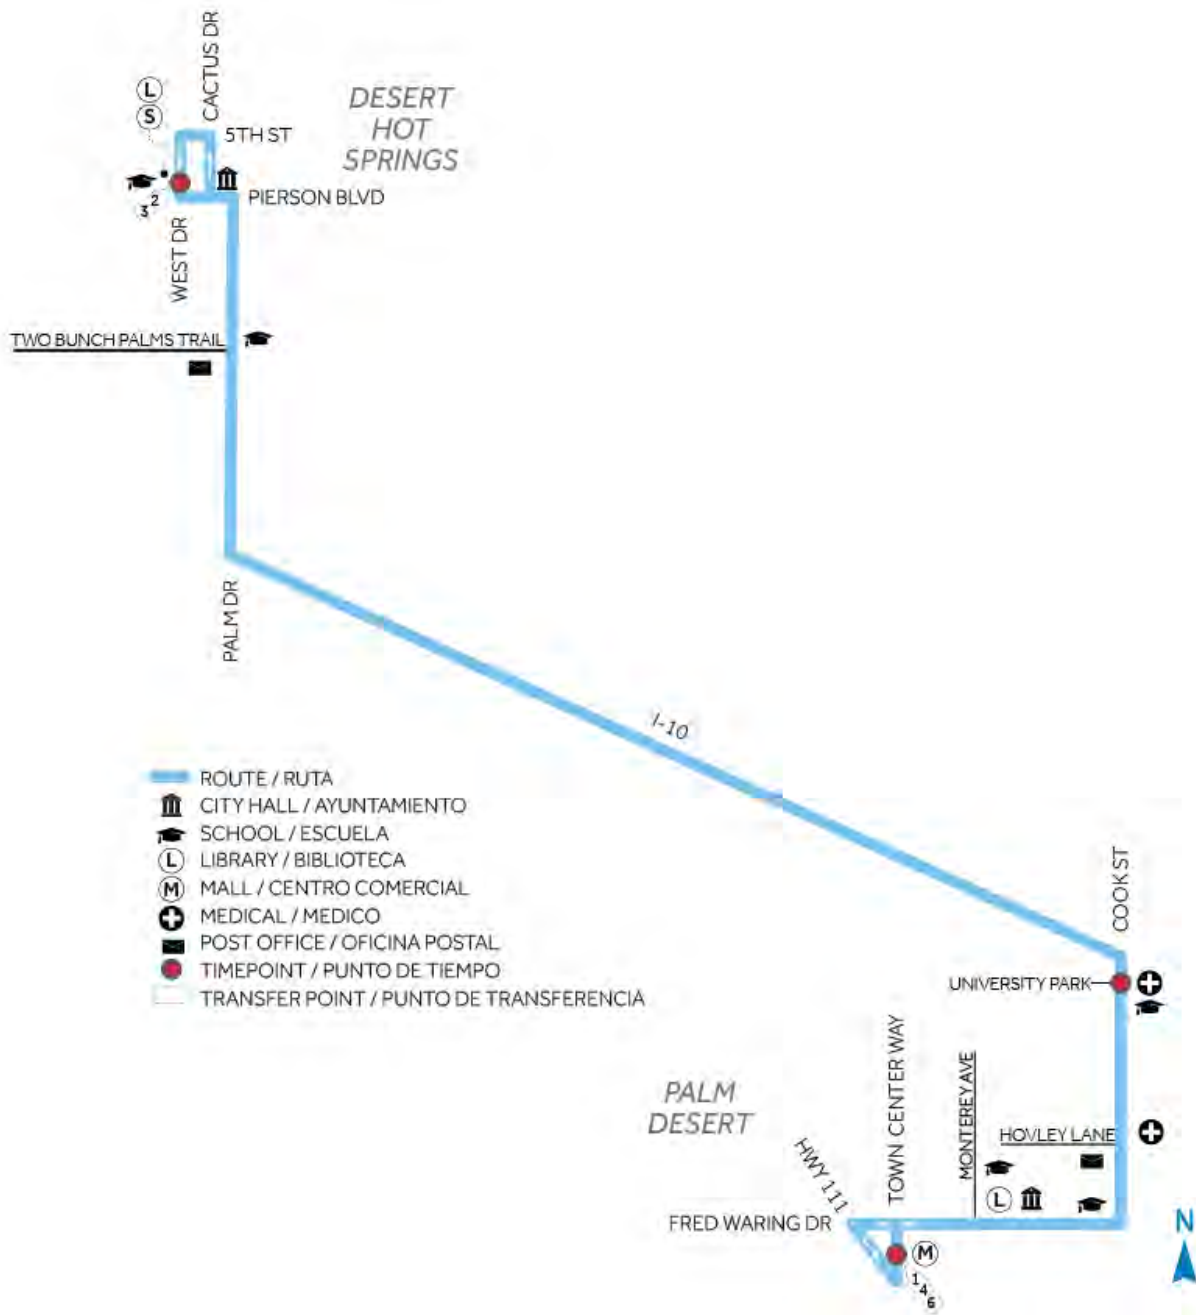 CACTUS DR
L
S
DESERT
HOT
SPRINGS
5TH ST
2
3
PIERSON BLVD
WEST DR
TWO BUNCH PALMS TRAIL
PALM DR
I-10
ROUTE / RUTA
CITY HALL / AYUNTAMIENTO
SCHOOL / ESCUELA
L LIBRARY / BIBLIOTECA
M MALL / CENTRO COMERCIAL
MEDICAL / MEDICO
POST OFFICE / OFICINA POSTAL
TIMEPOINT / PUNTO DE TIEMPO
TRANSFER POINT / PUNTO DE TRANSFERENCIA
COOK ST
UNIVERSITY PARK
TOWN CENTER WAY
MONTEREY AVE
PALM
DESERT
HOVLEY LANE
HWY 111
L
FRED WARING DR
N
M
1
4
6